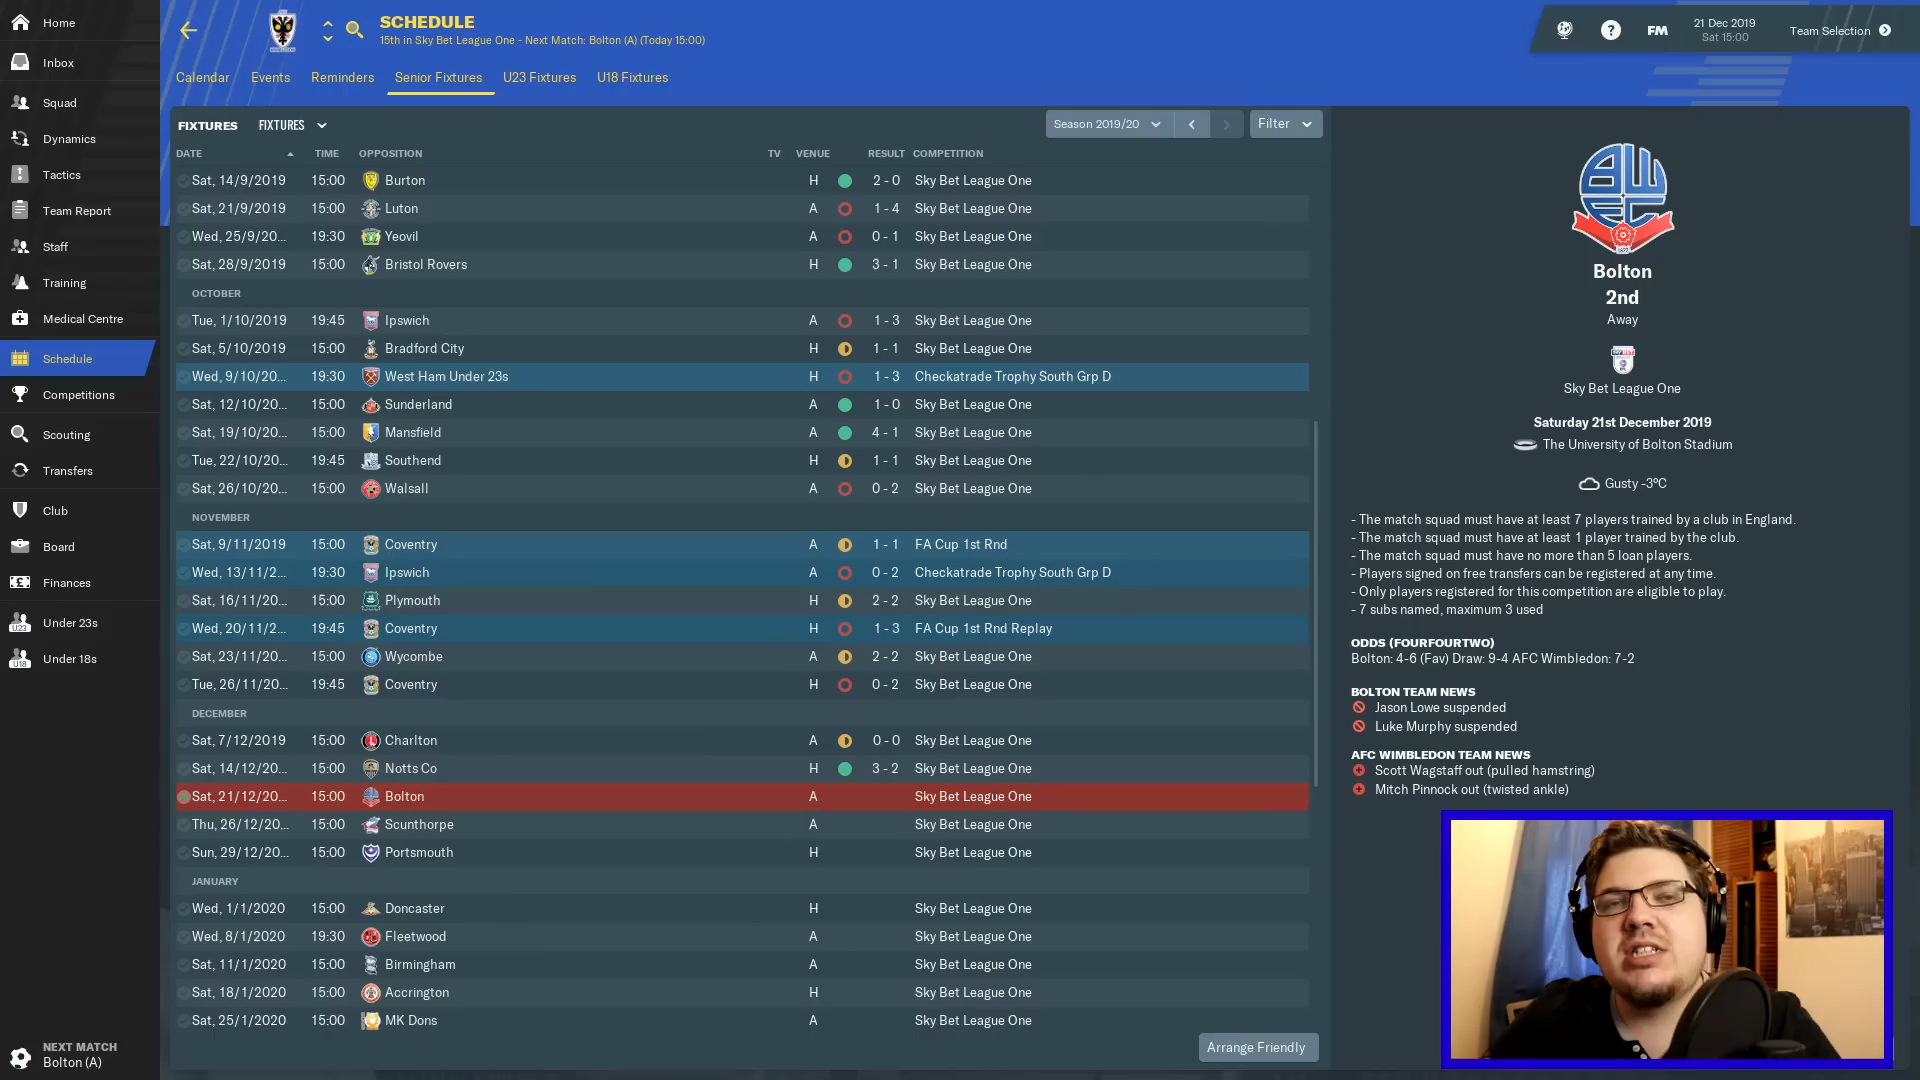 Home
Inbox
Squad
Dynamics
Tactics
Team Report
Staff
Training
Medical Centre
Schedule
Competitions
Scouting
Transfers
Club
Board
Finances
U23
Under 23s
U18
Under 18s
NEXT MATCH
Bolton (A)
SCHEDULE
15th in Sky Bet League One - Next Match: Bolton (A) (Today 15:00)
? FM 21 Dec 2019
Sat 15:00
Team Selection
Calendar Events Reminders Senior Fixtures U23 Fixtures U18 Fixtures
FIXTURES FIXTURES Season 2019/20 Filter
DATE TIME OPPOSITION TV VENUE RESULT COMPETITION
Sat, 14/9/2019 15:00 Burton H 2 - 0 Sky Bet League One
Sat, 21/9/2019 15:00 Luton A 1 - 4 Sky Bet League One
Wed, 25/9/20... 19:30 Yeovil A 0 - 1 Sky Bet League One
Sat, 28/9/2019 15:00 Bristol Rovers H 3 - 1 Sky Bet League One
OCTOBER
Tue, 1/10/2019 19:45 Ipswich A 1 - 3 Sky Bet League One
Sat, 5/10/2019 15:00 Bradford City H 1 - 1 Sky Bet League One
Wed, 9/10/20... 19:30 West Ham Under 23s H 1 - 3 Checkatrade Trophy South Grp D
Sat, 12/10/20... 15:00 Sunderland A 1 - 0 Sky Bet League One
Sat, 19/10/20... 15:00 Mansfield A 4 - 1 Sky Bet League One
Tue, 22/10/20... 19:45 Southend H 1 - 1 Sky Bet League One
Sat, 26/10/20... 15:00 Walsall A 0 - 2 Sky Bet League One
NOVEMBER
Sat, 9/11/2019 15:00 Coventry A 1 - 1 FA Cup 1st Rnd
Wed, 13/11/2... 19:30 Ipswich A 0 - 2 Checkatrade Trophy South Grp D
Sat, 16/11/20... 15:00 Plymouth H 2 - 2 Sky Bet League One
Wed, 20/11/2... 19:45 Coventry H 1 - 3 FA Cup 1st Rnd Replay
Sat, 23/11/20... 15:00 Wycombe A 2 - 2 Sky Bet League One
Tue, 26/11/20... 19:45 Coventry H 0 - 2 Sky Bet League One
DECEMBER
Sat, 7/12/2019 15:00 Charlton A 0 - 0 Sky Bet League One
Sat, 14/12/20... 15:00 Notts Co H 3 - 2 Sky Bet League One
Sat, 21/12/20... 15:00 Bolton A Sky Bet League One
Thu, 26/12/20... 15:00 Scunthorpe A Sky Bet League One
Sun, 29/12/20... 15:00 Portsmouth H Sky Bet League One
JANUARY
Wed, 1/1/2020 15:00 Doncaster H Sky Bet League One
Wed, 8/1/2020 19:30 Fleetwood A Sky Bet League One
Sat, 11/1/2020 15:00 Birmingham A Sky Bet League One
Sat, 18/1/2020 15:00 Accrington H Sky Bet League One
Sat, 25/1/2020 15:00 MK Dons A Sky Bet League One
Arrange Friendly
Bolton
2nd
Away
Sky Bet League One
Saturday 21st December 2019
The University of Bolton Stadium
Gusty -3°C
- The match squad must have at least 7 players trained by a club in England.
- The match squad must have at least 1 player trained by the club.
- The match squad must have no more than 5 loan players.
- Players signed on free transfers can be registered at any time.
- Only players registered for this competition are eligible to play.
- 7 subs named, maximum 3 used
ODDS (FOURFOURTWO)
Bolton: 4-6 (Fav) Draw: 9-4 AFC Wimbledon: 7-2
BOLTON TEAM NEWS
Jason Lowe suspended
Luke Murphy suspended
AFC WIMBLEDON TEAM NEWS
Scott Wagstaff out (pulled hamstring)
Mitch Pinnock out (twisted ankle)